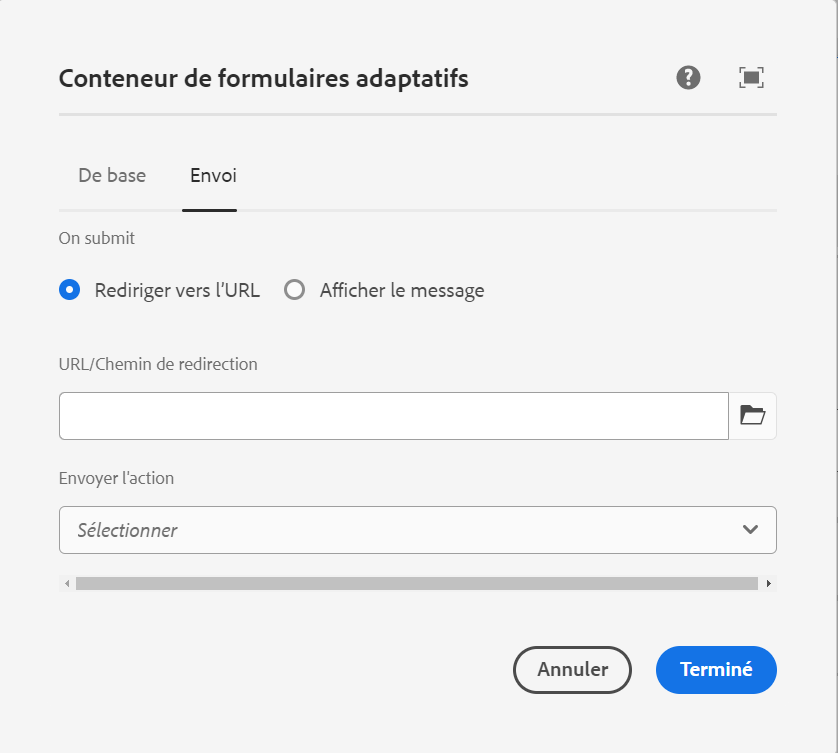 Conteneur de formulaires adaptatifs
De base Envoi
On submit
Rediriger vers l’URL Afficher le message
URL/Chemin de redirection
Envoyer l’action
Sélectionner
Annuler Terminé